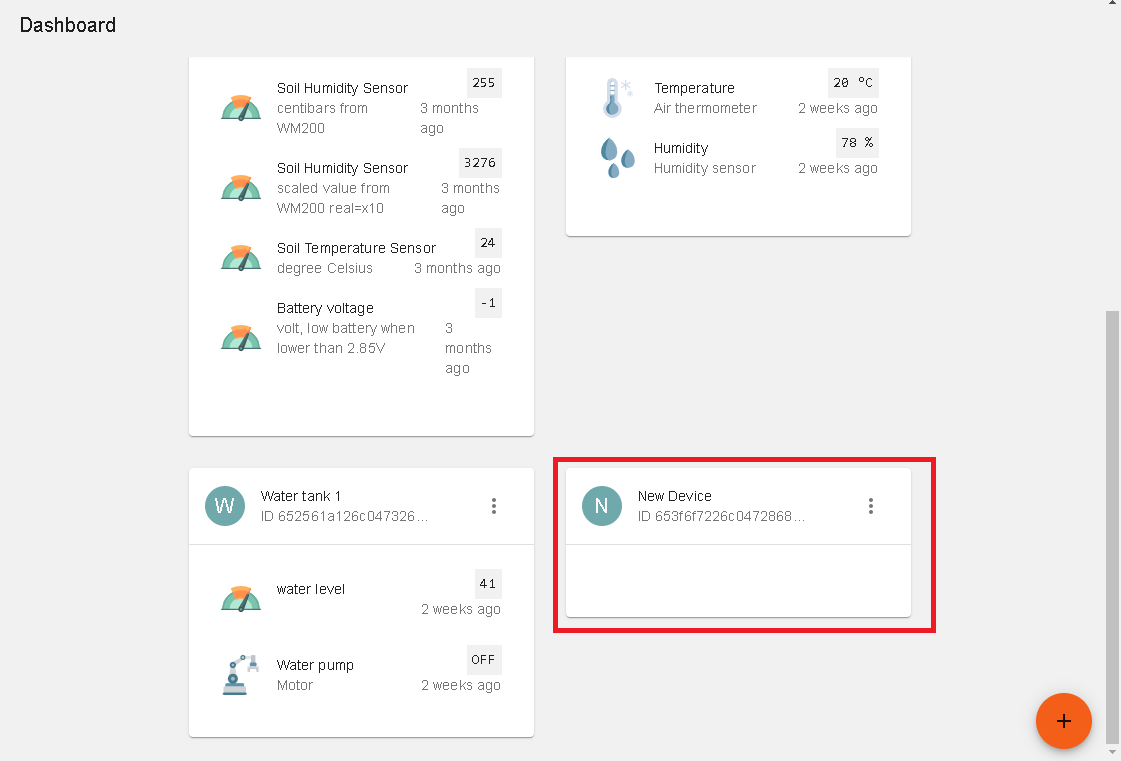 Dashboard
Soil Humidity Sensor 255
centibars from 3 months
WM200 ago
Soil Humidity Sensor 3276
scaled value from 3 months
WM200 real=x10 ago
Soil Temperature Sensor 24
degree Celsius 3 months ago
Battery voltage -1
volt, low battery when 3
lower than 2.85V months
ago
Temperature 20 °C
Air thermometer 2 weeks ago
Humidity 78 %
Humidity sensor 2 weeks ago
W Water tank 1
ID 652561a126c047326...
water level 41
2 weeks ago
Water pump OFF
Motor 2 weeks ago
N New Device
ID 653f6f7226c0472868...
+